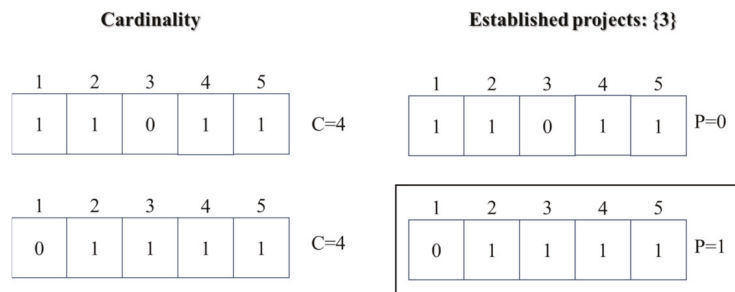 Cardinality
Established projects: {3}
1 2 3 4 5
1 1 0 1 1
C=4
1 2 3 4 5
1 1 0 1 1
P=0
1 2 3 4 5
0 1 1 1 1
C=4
1 2 3 4 5
0 1 1 1 1
P=1